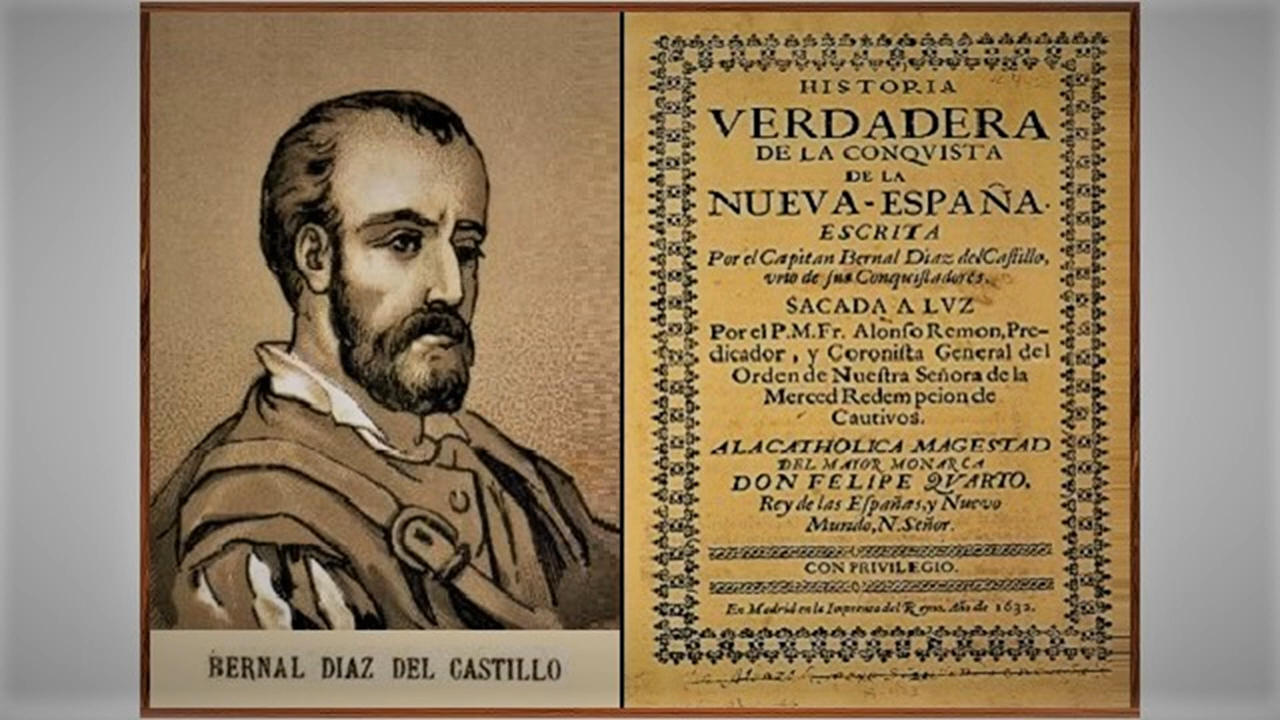 BERNAL DIAZ DEL CASTILLO
HISTORIA
VERDADERA
DE LA CONQVISTA
DE LA
NUEVA-ESPAÑA.
ESCRITA
Por el Capitan Bernal Diaz del Castillo,
vno de sus Conquistadores.
SACADA A LVZ
Por el P.M.Fr. Alonso Remon, Pre-
dicador, y Coronista General del
Orden de Nuestra Señora de la
Merced Redempcion de
Cautivos.
A LA CATHOLICA MAGESTAD
DEL MAYOR MONARCA
DON FELIPE QVARTO,
Rey de las Españas, y Nuevo
Mundo, N. Señor.
CON PRIVILEGIO.
En Madrid en la Imprenta del Reyno. Año de 1632.